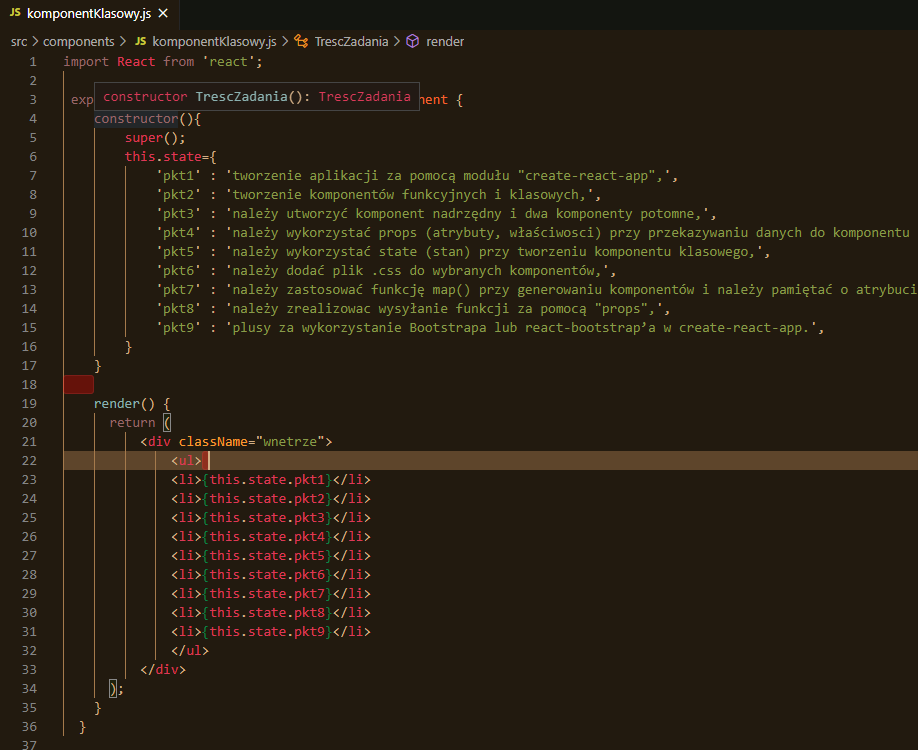 JS komponentKlasowy.js ×
src > components > JS komponentKlasowy.js > TrescZadania > render
1 import React from 'react';
2
3 exp nent {
constructor TrescZadania(): TrescZadania
4 constructor(){
5 super();
6 this.state={
7 'pkt1' : 'tworzenie aplikacji za pomocą modułu "create-react-app",',
8 'pkt2' : 'tworzenie komponentów funkcyjnych i klasowych,',
9 'pkt3' : 'należy utworzyć komponent nadrzędny i dwa komponenty potomne,',
10 'pkt4' : 'należy wykorzystać props (atrybuty, właściwosci) przy przekazywaniu danych do komponentu
11 'pkt5' : 'należy wykorzystać state (stan) przy tworzeniu komponentu klasowego,',
12 'pkt6' : 'należy dodać plik .css do wybranych komponentów,',
13 'pkt7' : 'należy zastosować funkcję map() przy generowaniu komponentów i należy pamiętać o atrybuci
14 'pkt8' : 'należy zrealizowac wysyłanie funkcji za pomocą "props",',
15 'pkt9' : 'plusy za wykorzystanie Bootstrapa lub react-bootstrp’a w create-react-app.',
16 }
17 }
18
19 render() {
20 return (
21 <div className="wnetrze">
22 <ul>
23 <li>{this.state.pkt1}</li>
24 <li>{this.state.pkt2}</li>
25 <li>{this.state.pkt3}</li>
26 <li>{this.state.pkt4}</li>
27 <li>{this.state.pkt5}</li>
28 <li>{this.state.pkt6}</li>
29 <li>{this.state.pkt7}</li>
30 <li>{this.state.pkt8}</li>
31 <li>{this.state.pkt9}</li>
32 </ul>
33 </div>
34 );
35 }
36 }
37